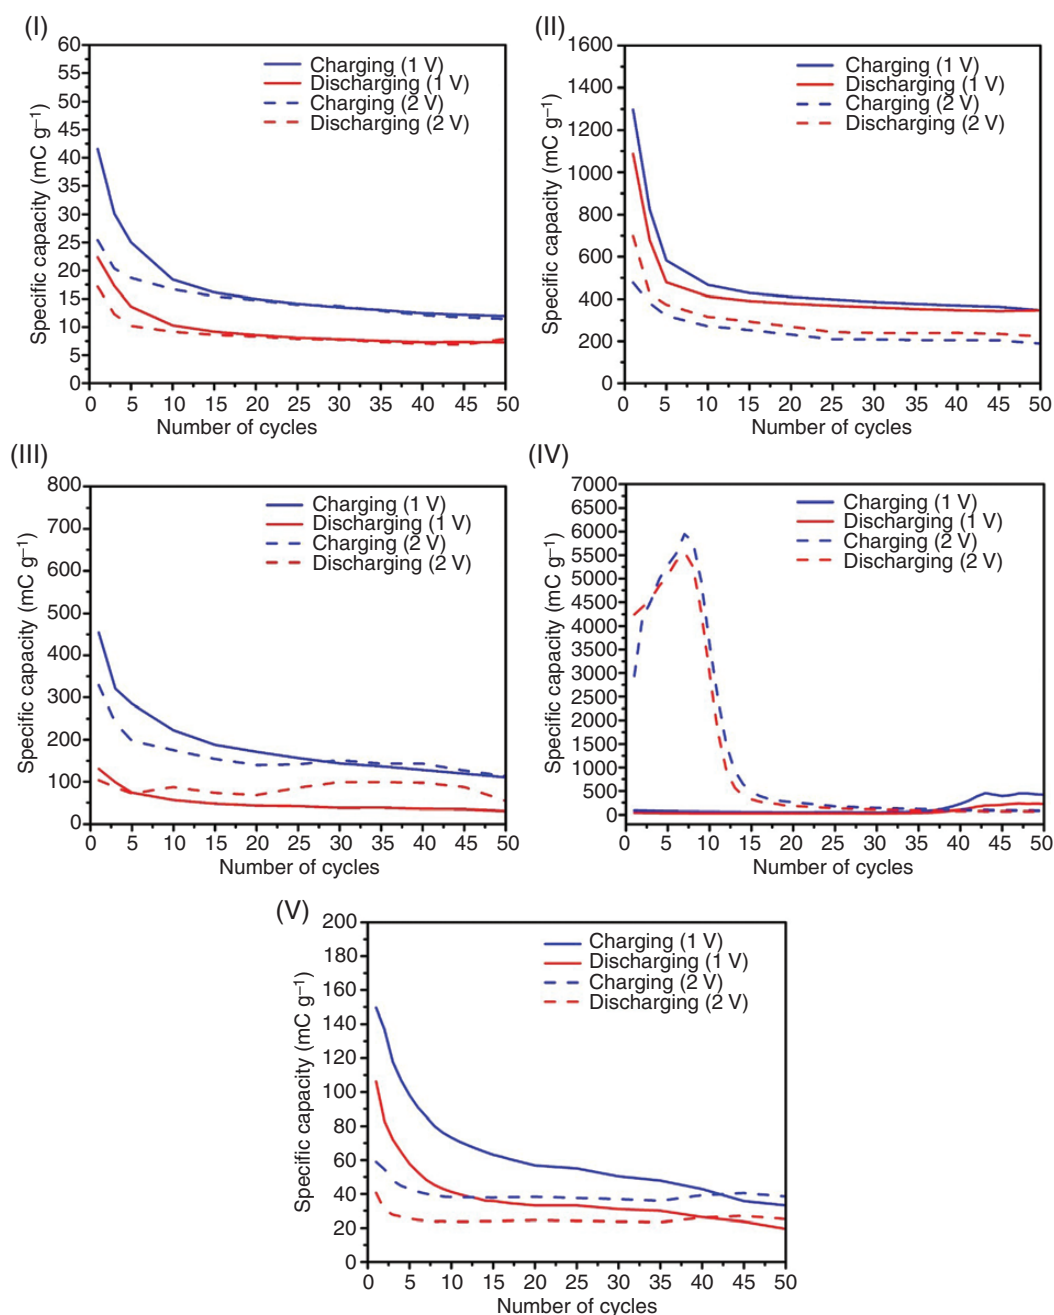 (I)
60
55
50
45
40
35
30
25
20
15
10
5
0
Specific capacity (mC g⁻¹)
Charging (1 V)
Discharging (1 V)
Charging (2 V)
Discharging (2 V)
0 5 10 15 20 25 30 35 40 45 50
Number of cycles
(II)
1600
1400
1200
1000
800
600
400
200
0
Specific capacity (mC g⁻¹)
Charging (1 V)
Discharging (1 V)
Charging (2 V)
Discharging (2 V)
0 5 10 15 20 25 30 35 40 45 50
Number of cycles
(III)
800
700
600
500
400
300
200
100
0
Specific capacity (mC g⁻¹)
Charging (1 V)
Discharging (1 V)
Charging (2 V)
Discharging (2 V)
0 5 10 15 20 25 30 35 40 45 50
Number of cycles
(IV)
7000
6500
6000
5500
5000
4500
4000
3500
3000
2500
2000
1500
1000
500
0
Specific capacity (mC g⁻¹)
Charging (1 V)
Discharging (1 V)
Charging (2 V)
Discharging (2 V)
0 5 10 15 20 25 30 35 40 45 50
Number of cycles
(V)
200
180
160
140
120
100
80
60
40
20
0
Specific capacity (mC g⁻¹)
Charging (1 V)
Discharging (1 V)
Charging (2 V)
Discharging (2 V)
0 5 10 15 20 25 30 35 40 45 50
Number of cycles